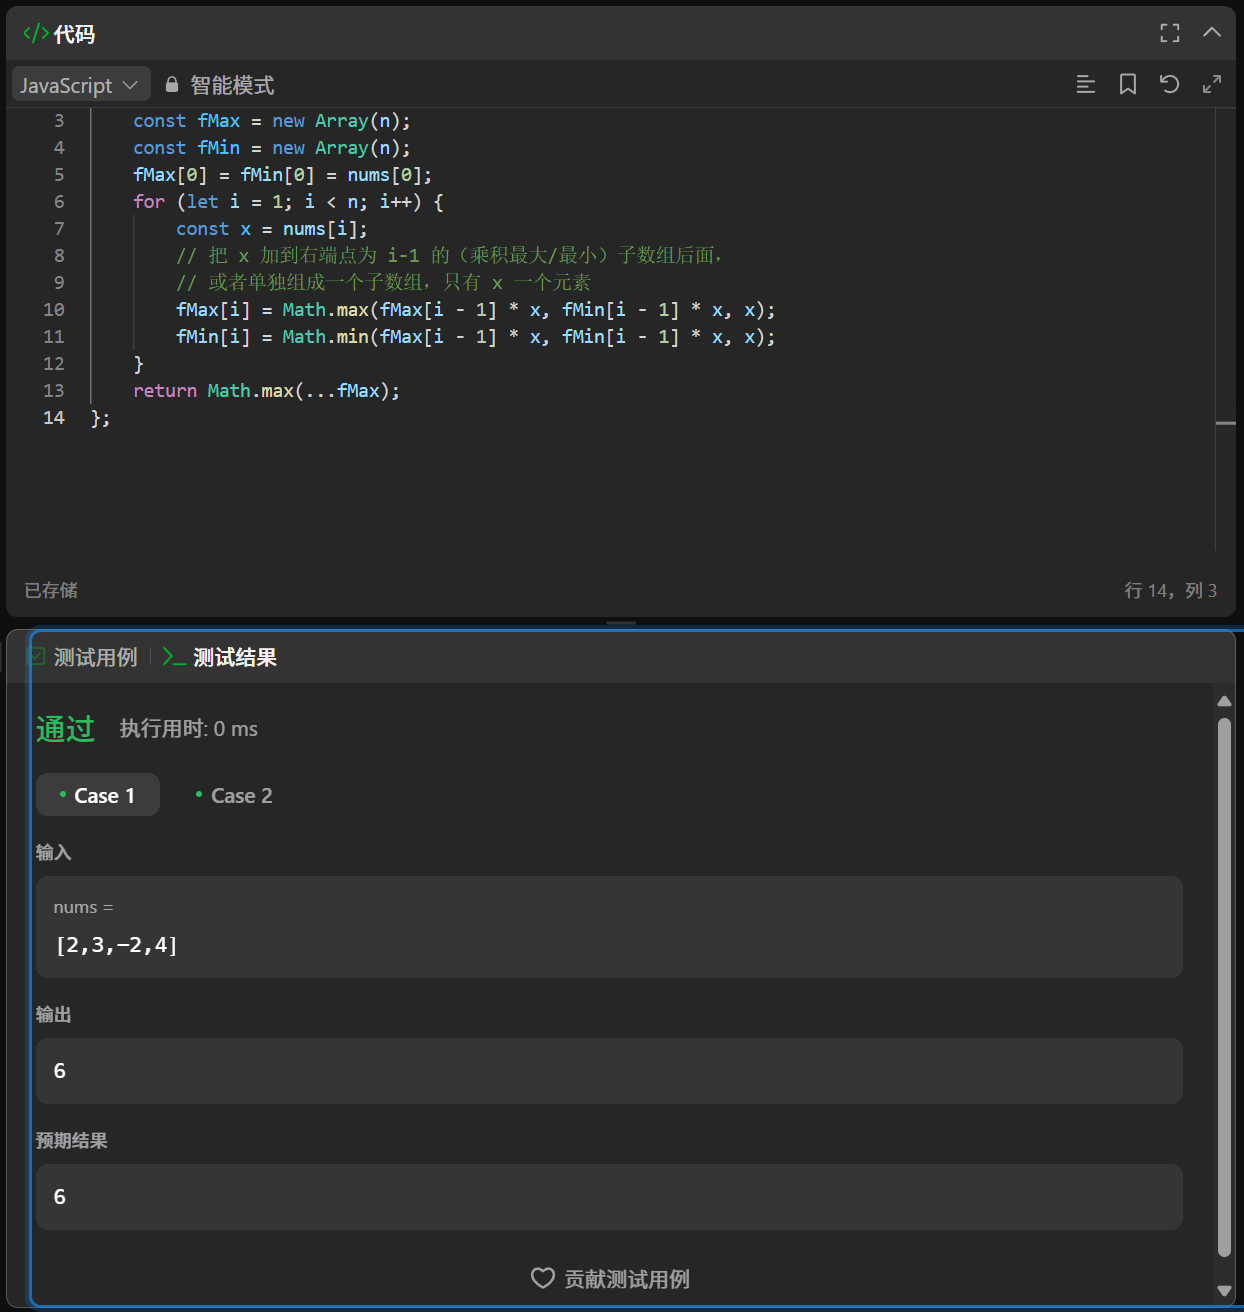 </> 代码
JavaScript 智能模式
3 const fMax = new Array(n);
4 const fMin = new Array(n);
5 fMax[0] = fMin[0] = nums[0];
6 for (let i = 1; i < n; i++) {
7 const x = nums[i];
8 // 把 x 加到右端点为 i-1 的（乘积最大/最小）子数组后面，
9 // 或者单独组成一个子数组，只有 x 一个元素
10 fMax[i] = Math.max(fMax[i - 1] * x, fMin[i - 1] * x, x);
11 fMin[i] = Math.min(fMax[i - 1] * x, fMin[i - 1] * x, x);
12 }
13 return Math.max(...fMax);
14 };
已存储 行 14，列 3
测试用例 >_ 测试结果
通过 执行用时: 0 ms
Case 1 Case 2
输入
nums =
[2,3,-2,4]
输出
6
预期结果
6
贡献测试用例